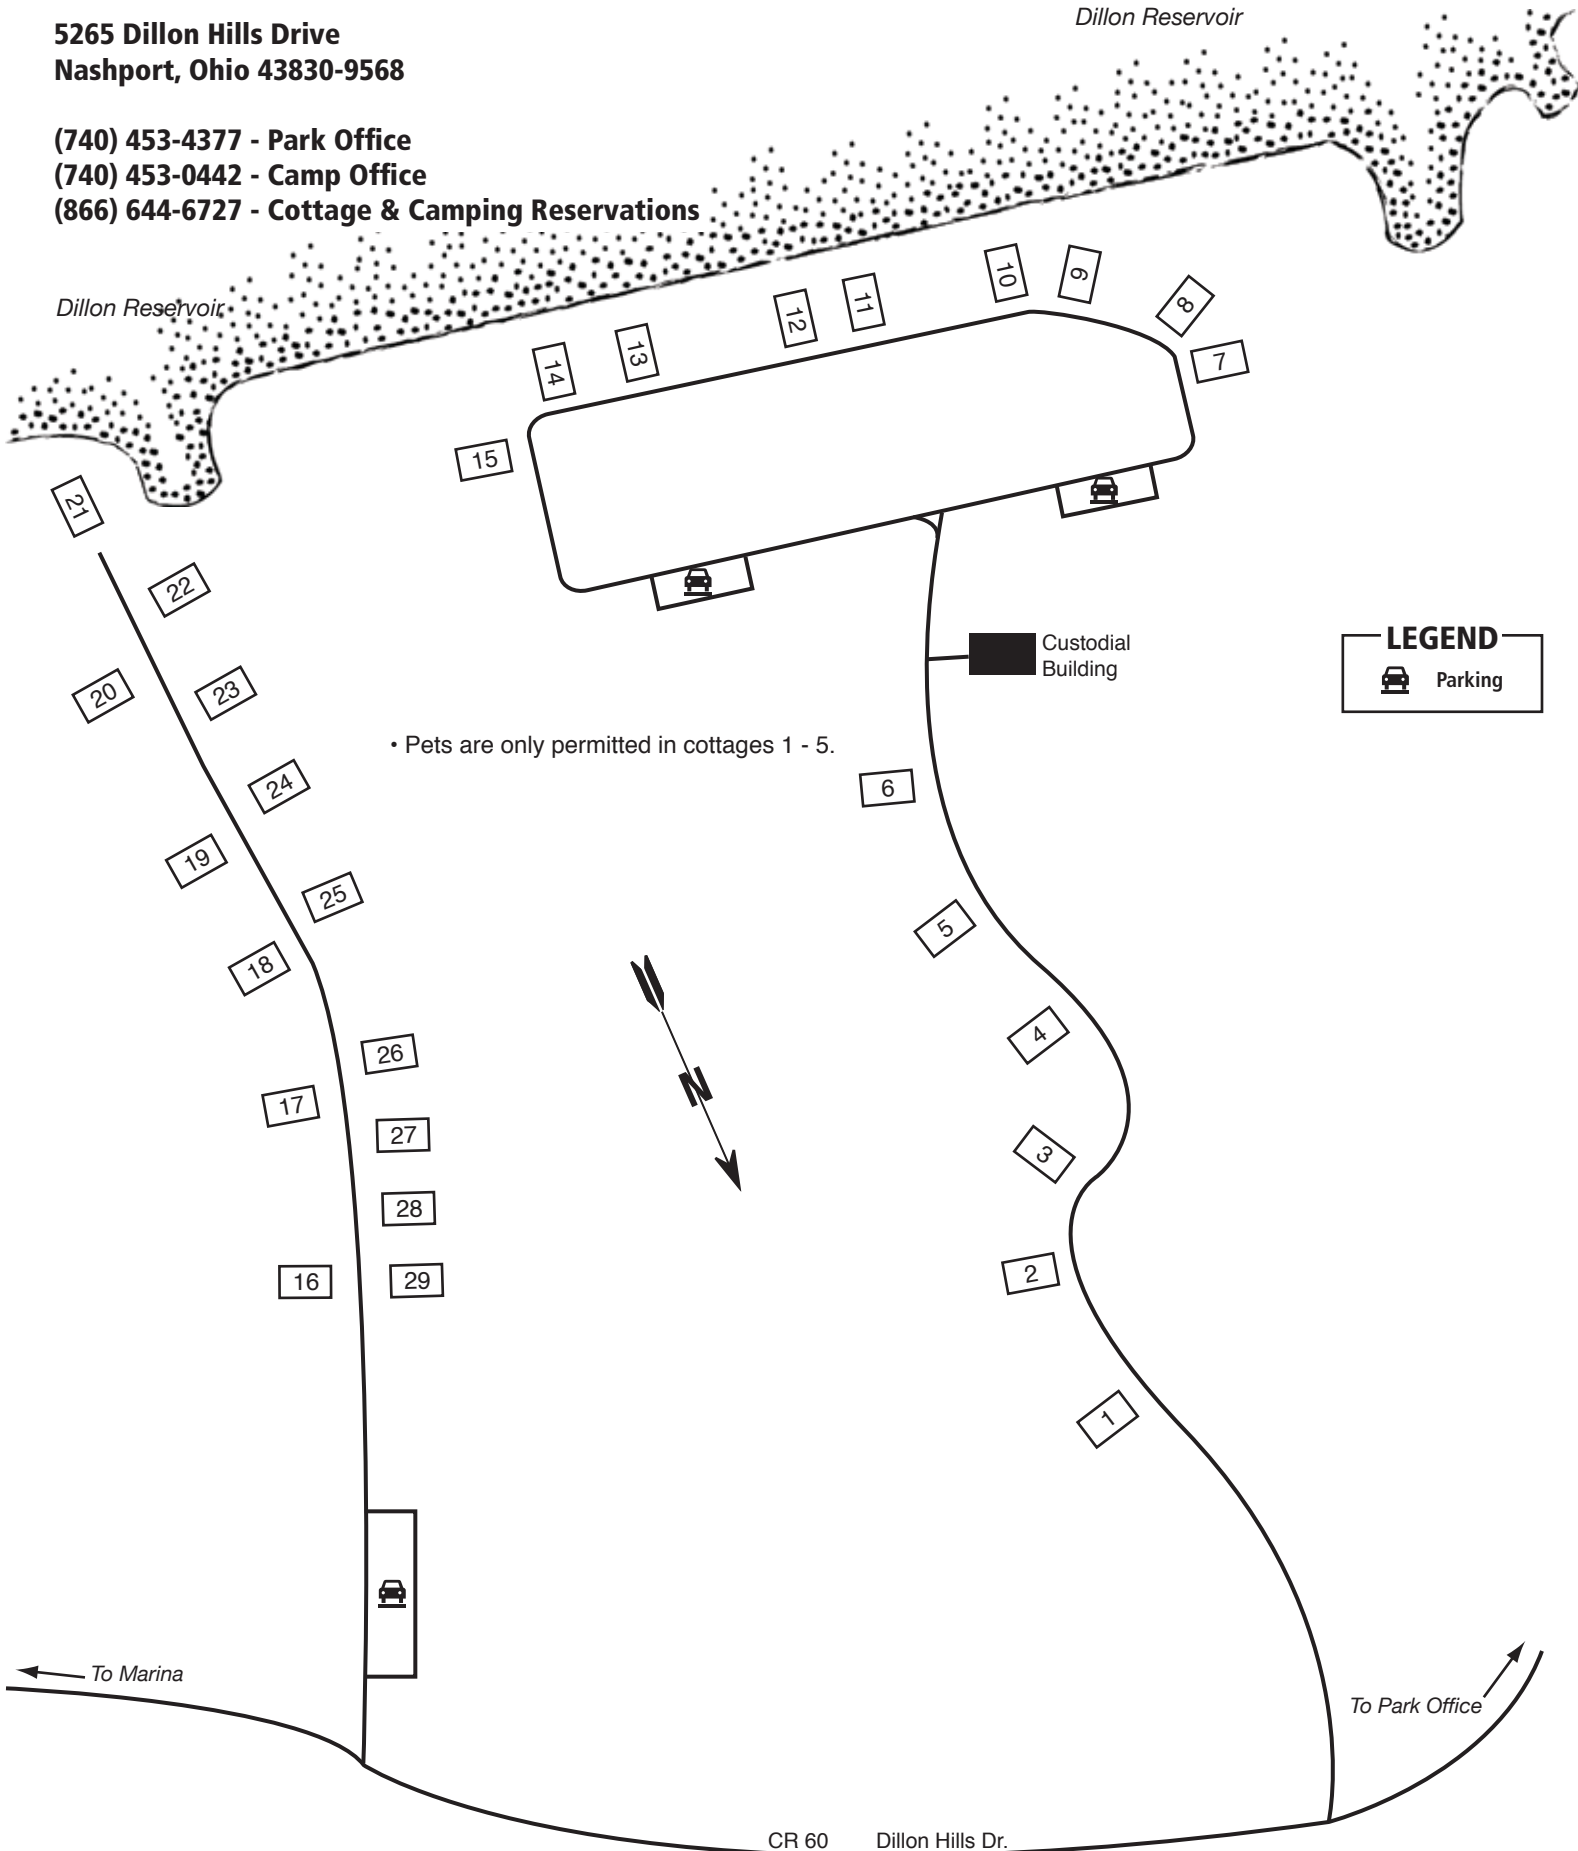 5265 Dillon Hills Drive
Nashport, Ohio 43830-9568
(740) 453-4377 - Park Office
(740) 453-0442 - Camp Office
(866) 644-6727 - Cottage & Camping Reservations
Dillon Reservoir
Dillon Reservoir
10
9
8
7
11
12
13
14
15
21
22
20
23
24
19
25
18
26
17
27
28
16
29
Custodial
Building
LEGEND
Parking
• Pets are only permitted in cottages 1 - 5.
6
5
4
3
2
1
N
To Marina
To Park Office
CR 60
Dillon Hills Dr.